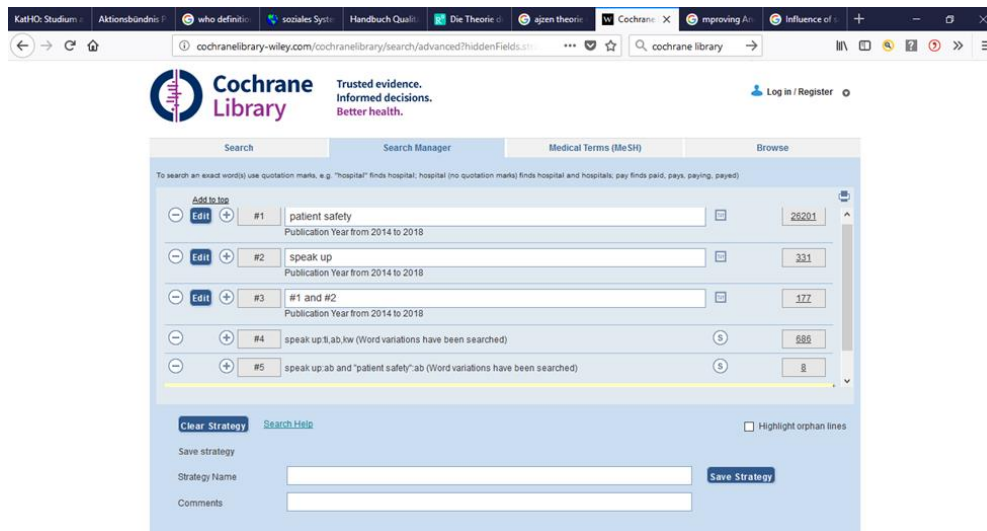 KatHO: Studium Aktionsbündnis P who definitio soziales Syste Handbuch Qualit Die Theorie d ajzen theorie Cochrane mproving An Influence of s
cochranelibrary-wiley.com/cochranelibrary/search/advanced?hiddenFields.stra cochrane library
Cochrane
Library
Trusted evidence.
Informed decisions.
Better health.
Log in / Register
Search Search Manager Medical Terms (MeSH) Browse
To search an exact word(s) use quotation marks, e.g. "hospital" finds hospital; hospital (no quotation marks) finds hospital and hospitals; pay finds paid, pays, paying, payed)
Add to top
Edit #1 patient safety 26201
Publication Year from 2014 to 2018
Edit #2 speak up 331
Publication Year from 2014 to 2018
Edit #3 #1 and #2 177
Publication Year from 2014 to 2018
#4 speak up:ti,ab,kw (Word variations have been searched) S 686
#5 speak up:ab and "patient safety":ab (Word variations have been searched) S 8
Clear Strategy Search Help Highlight orphan lines
Save strategy
Strategy Name Save Strategy
Comments